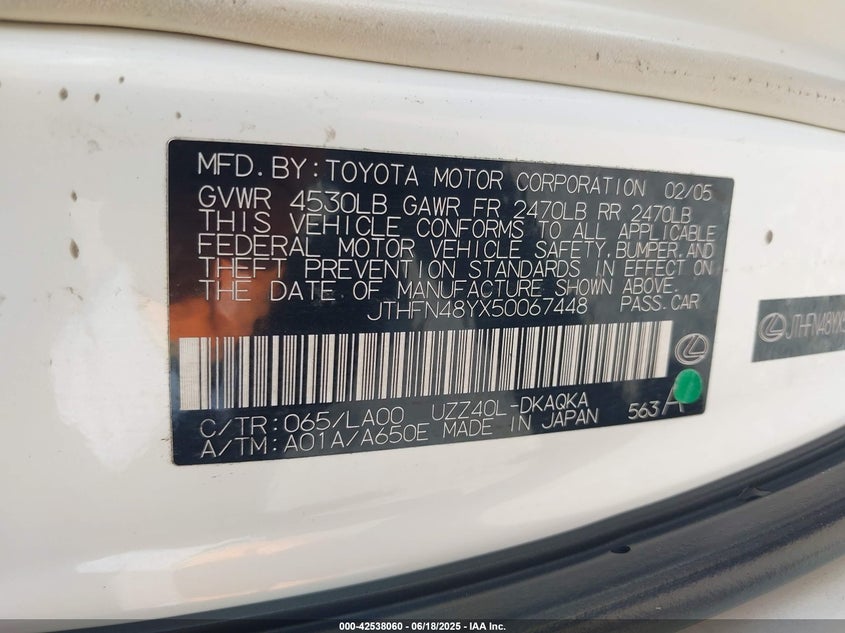 MFD. BY: TOYOTA MOTOR CORPORATION 02/05
GVWR 4530LB GAWR FR 2470LB RR 2470LB
THIS VEHICLE CONFORMS TO ALL APPLICABLE
FEDERAL MOTOR VEHICLE SAFETY, BUMPER, AND
THEFT PREVENTION STANDARDS IN EFFECT ON
THE DATE OF MANUFACTURE SHOWN ABOVE.
JTHFN48YX50067448 PASS. CAR
C/TR: 065/LA00 UZZ40L-DKAQKA 563 A
A/TM: A01A/A650E MADE IN JAPAN
JTHFN48YX5
000-42538060 - 06/18/2025 - IAA Inc.